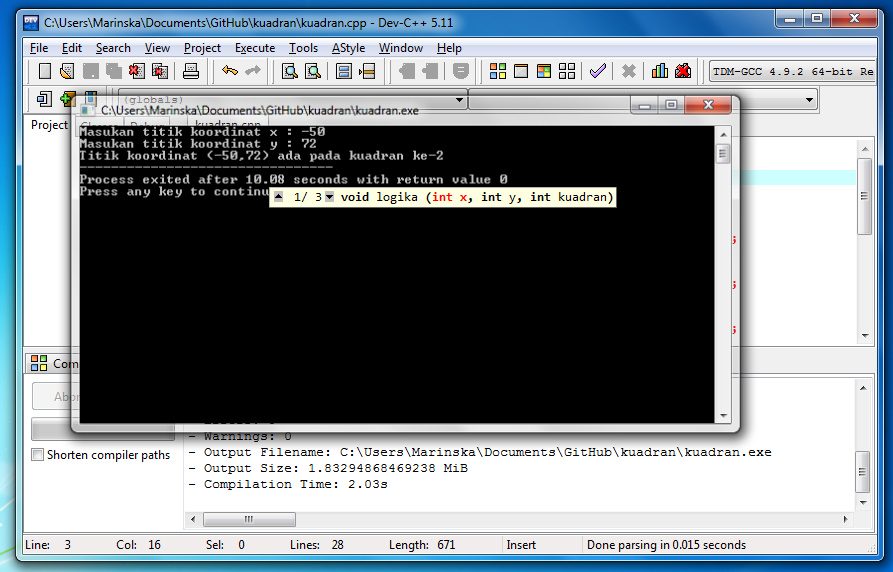 C:\Users\Marinska\Documents\GitHub\kuadran\kuadran.cpp - Dev-C++ 5.11
File Edit Search View Project Execute Tools AStyle Window Help
TDM-GCC 4.9.2 64-bit Re
(globals)
C:\Users\Marinska\Documents\GitHub\kuadran\kuadran.exe
Project Classes Debug kuadran.cpp
Masukan titik koordinat x : -50
Masukan titik koordinat y : 72
Titik koordinat (-50,72) ada pada kuadran ke-2
--------------------------------
Process exited after 10.08 seconds with return value 0
Press any key to continu
1/ 3 void logika (int x, int y, int kuadran)
;
;
;
Com
Abor
- Warnings: 0
- Output Filename: C:\Users\Marinska\Documents\GitHub\kuadran\kuadran.exe
Shorten compiler paths
- Output Size: 1.83294868469238 MiB
- Compilation Time: 2.03s
Line: 3 Col: 16 Sel: 0 Lines: 28 Length: 671 Insert Done parsing in 0.015 seconds